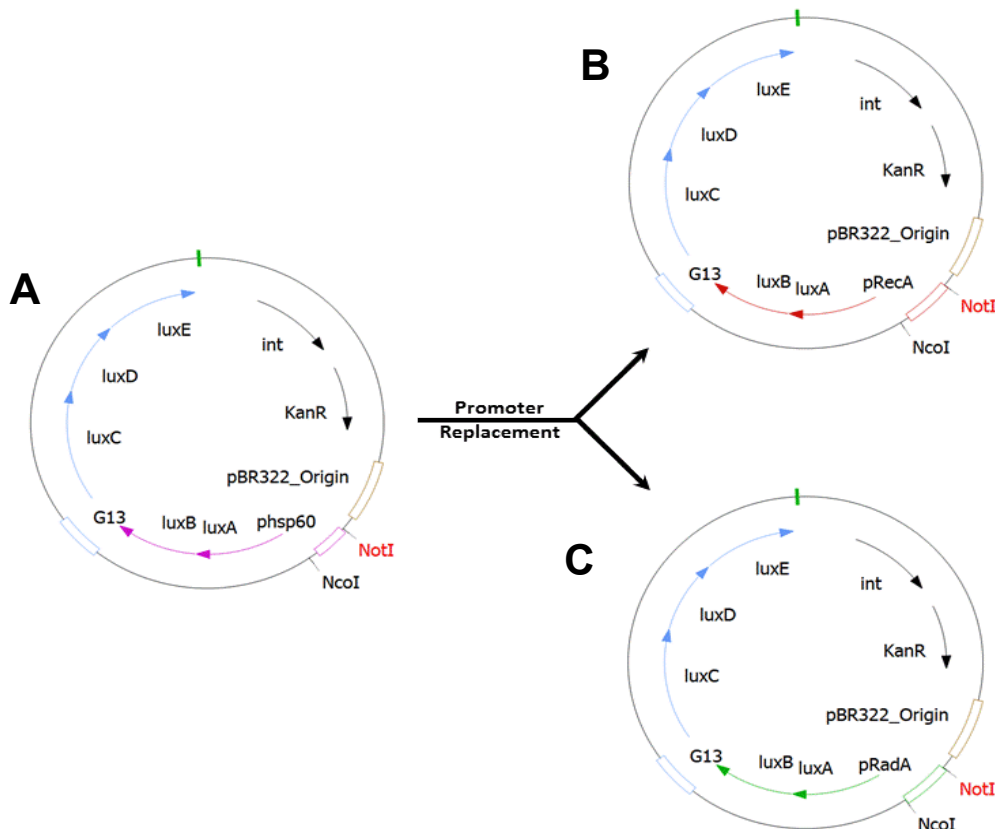 A
luxE
int
luxD
KanR
luxC
pBR322_Origin
G13
luxB
luxA
phsp60
NotI
NcoI
Promoter
Replacement
B
luxE
int
luxD
KanR
luxC
pBR322_Origin
G13
luxB
luxA
pRecA
NotI
NcoI
C
luxE
int
luxD
KanR
luxC
pBR322_Origin
G13
luxB
luxA
pRadA
NotI
NcoI